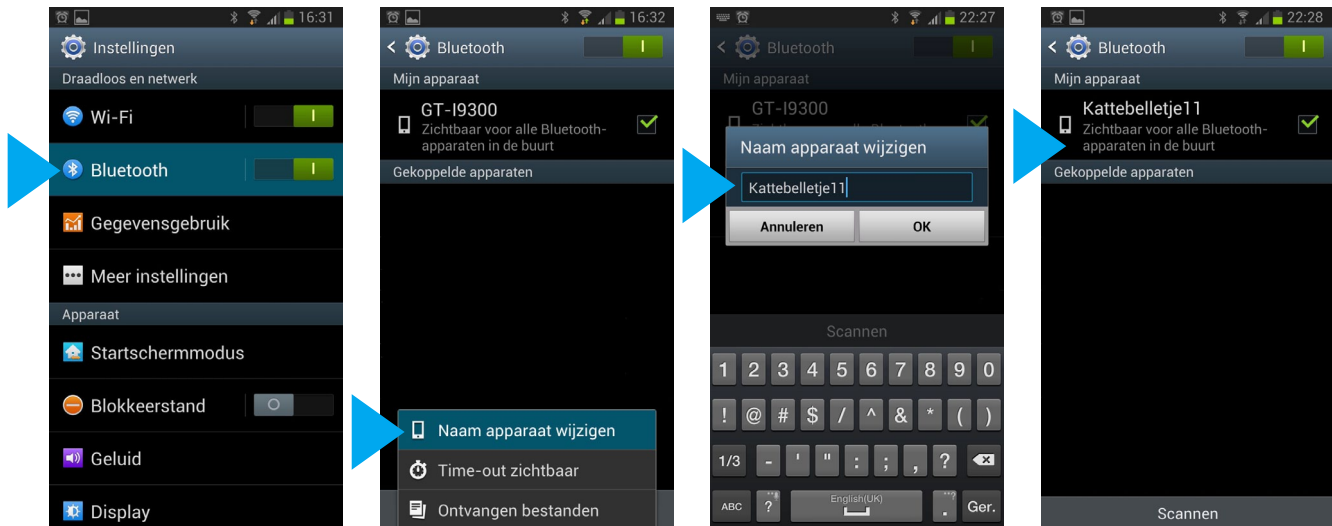 16:31
Instellingen
Draadloos en netwerk
Wi-Fi
Bluetooth
Gegevensgebruik
Meer instellingen
Apparaat
Startschermmodus
Blokkeerstand
Geluid
Display
16:32
Bluetooth
Mijn apparaat
GT-I9300
Zichtbaar voor alle Bluetooth-
apparaten in de buurt
Gekoppelde apparaten
Naam apparaat wijzigen
Time-out zichtbaar
Ontvangen bestanden
22:27
Bluetooth
Mijn apparaat
GT-I9300
Naam apparaat wijzigen
Kattebelletje11
Annuleren OK
Scannen
1 2 3 4 5 6 7 8 9 0
! @ # $ / ^ & * ( )
1/3 - ' " : ; , ?
ABC ? English(UK) . Ger.
22:28
Bluetooth
Mijn apparaat
Kattebelletje11
Zichtbaar voor alle Bluetooth-
apparaten in de buurt
Gekoppelde apparaten
Scannen